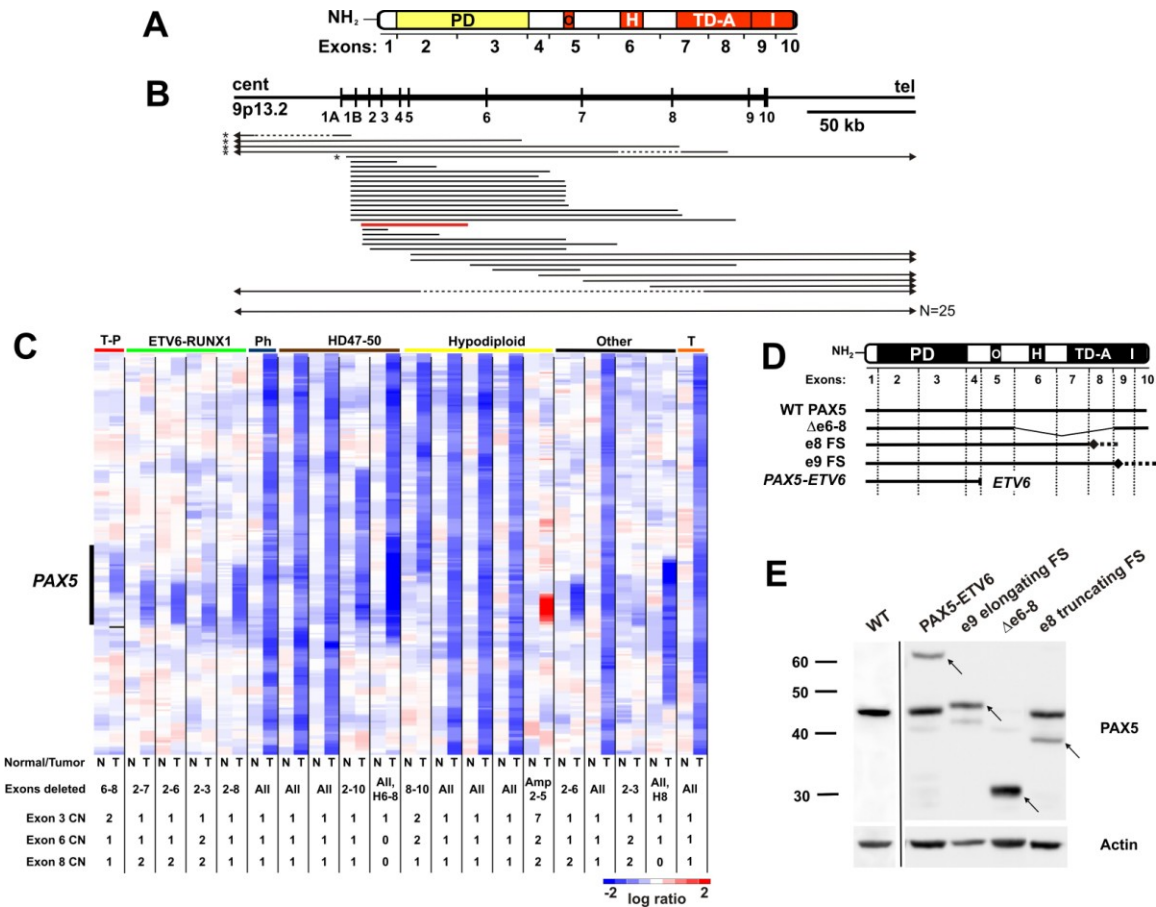 A
NH2 PD O H TD-A I
Exons: 1 2 3 4 5 6 7 8 9 10
B
cent tel
9p13.2
1A 1B 2 3 4 5 6 7 8 9 10
50 kb
*
*
*
*
*
N=25
C
T-P ETV6-RUNX1 Ph HD47-50 Hypodiploid Other T
PAX5
Normal/Tumor N T N T N T N T N T N T N T N T N T N T N T N T N T N T N T N T N T N T N T N T
Exons deleted 6-8 2-7 2-6 2-3 2-8 All All All 2-10 All, H6-8 8-10 All All All Amp 2-5 2-6 All 2-3 All, H8 All
Exon 3 CN 2 1 1 1 1 1 1 1 1 1 2 1 1 1 7 1 1 1 1 1
Exon 6 CN 1 1 1 2 1 1 1 1 1 0 2 1 1 1 2 1 1 2 1 1
Exon 8 CN 1 2 2 2 1 1 1 1 1 0 1 1 1 1 2 2 1 2 0 1
-2 2
log ratio
D
NH2 PD O H TD-A I
Exons: 1 2 3 4 5 6 7 8 9 10
WT PAX5
Δe6-8
e8 FS
e9 FS
PAX5-ETV6 ETV6
E
WT PAX5-ETV6 e9 elongating FS Δe6-8 e8 truncating FS
60
50
40
30
PAX5
Actin